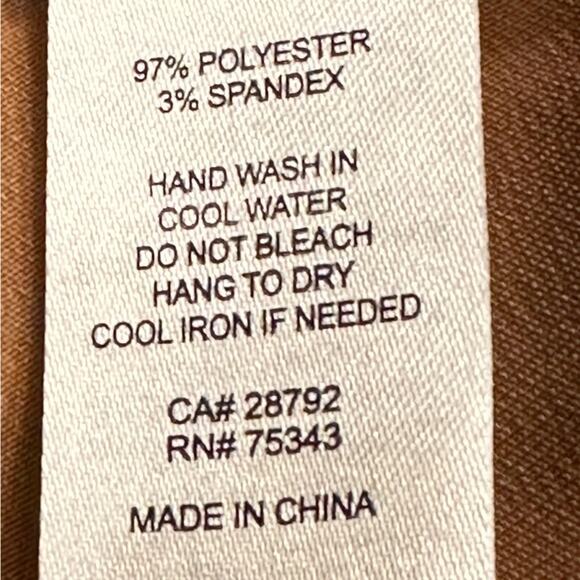 97% POLYESTER
3% SPANDEX
HAND WASH IN
COOL WATER
DO NOT BLEACH
HANG TO DRY
COOL IRON IF NEEDED
CA# 28792
RN# 75343
MADE IN CHINA